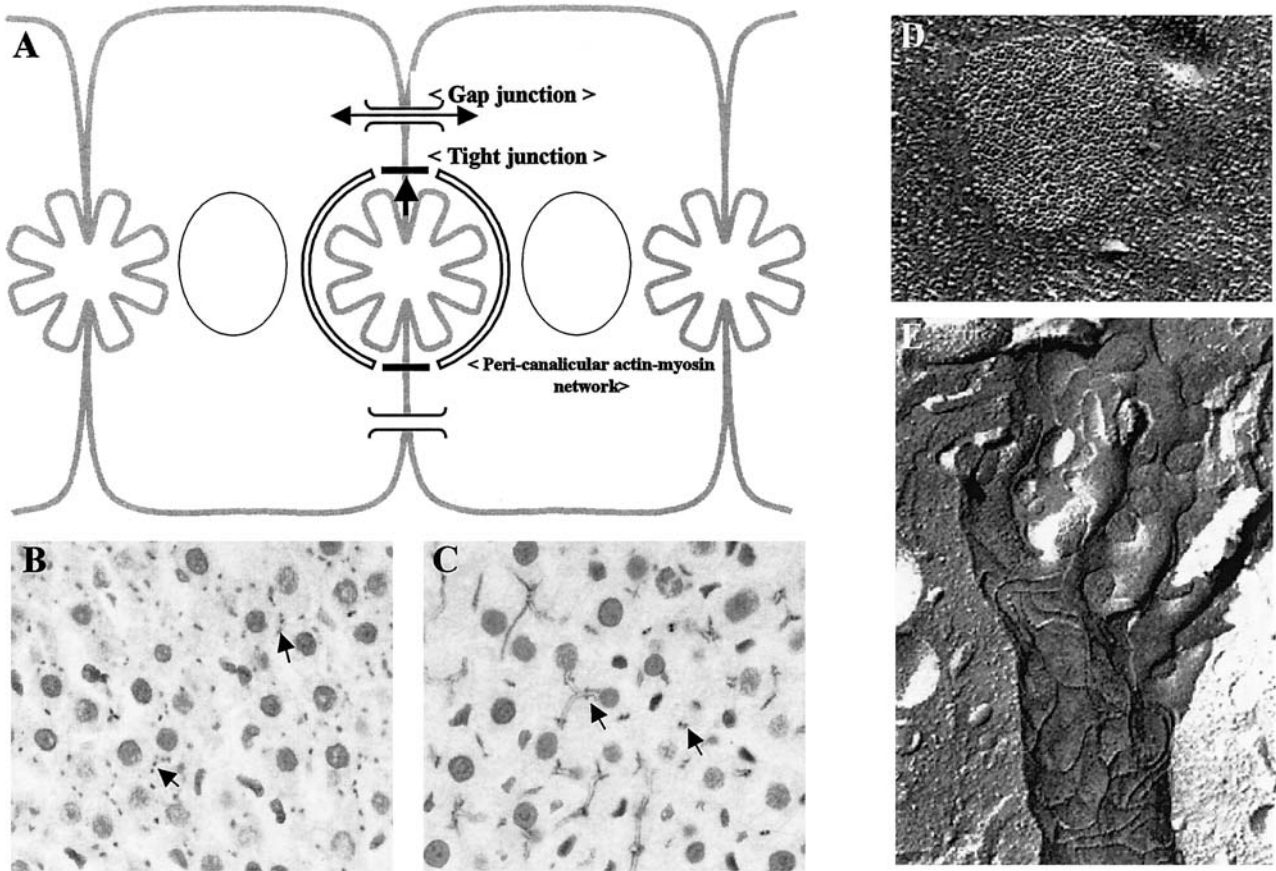 A
< Gap junction >
< Tight junction >
< Peri-canalicular actin-myosin
network>
B
C
D
E